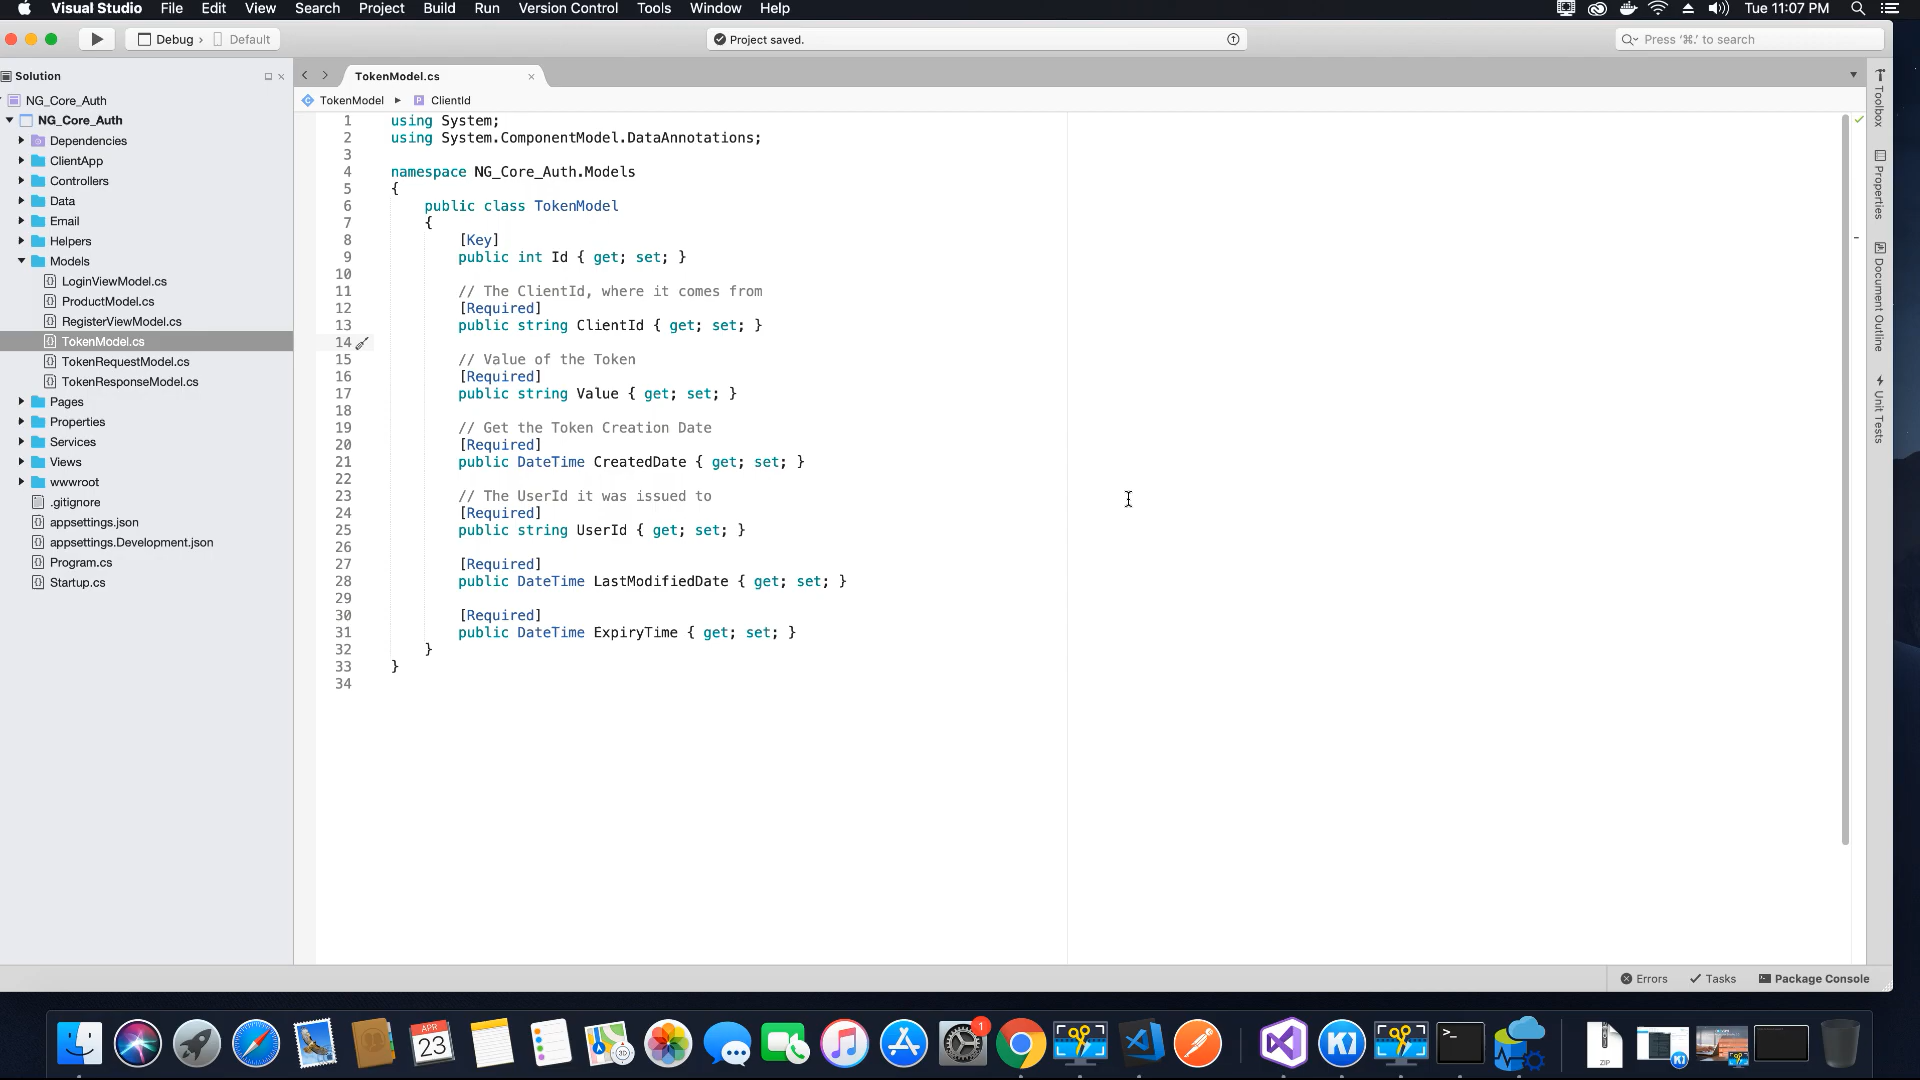 Visual Studio File Edit View Search Project Build Run Version Control Tools Window Help Tue 11:07 PM
Debug › Default
Project saved.
Press ‘⌘.’ to search
Solution
NG_Core_Auth
NG_Core_Auth
Dependencies
ClientApp
Controllers
Data
Email
Helpers
Models
LoginViewModel.cs
ProductModel.cs
RegisterViewModel.cs
TokenModel.cs
TokenRequestModel.cs
TokenResponseModel.cs
Pages
Properties
Services
Views
wwwroot
.gitignore
appsettings.json
appsettings.Development.json
Program.cs
Startup.cs
TokenModel.cs
TokenModel ClientId
1 using System;
2 using System.ComponentModel.DataAnnotations;
3
4 namespace NG_Core_Auth.Models
5 {
6 public class TokenModel
7 {
8 [Key]
9 public int Id { get; set; }
10
11 // The ClientId, where it comes from
12 [Required]
13 public string ClientId { get; set; }
14
15 // Value of the Token
16 [Required]
17 public string Value { get; set; }
18
19 // Get the Token Creation Date
20 [Required]
21 public DateTime CreatedDate { get; set; }
22
23 // The UserId it was issued to
24 [Required]
25 public string UserId { get; set; }
26
27 [Required]
28 public DateTime LastModifiedDate { get; set; }
29
30 [Required]
31 public DateTime ExpiryTime { get; set; }
32 }
33 }
34
Toolbox
Properties
Document Outline
Unit Tests
Errors Tasks Package Console
APR
23
3D
1
K1
ZIP